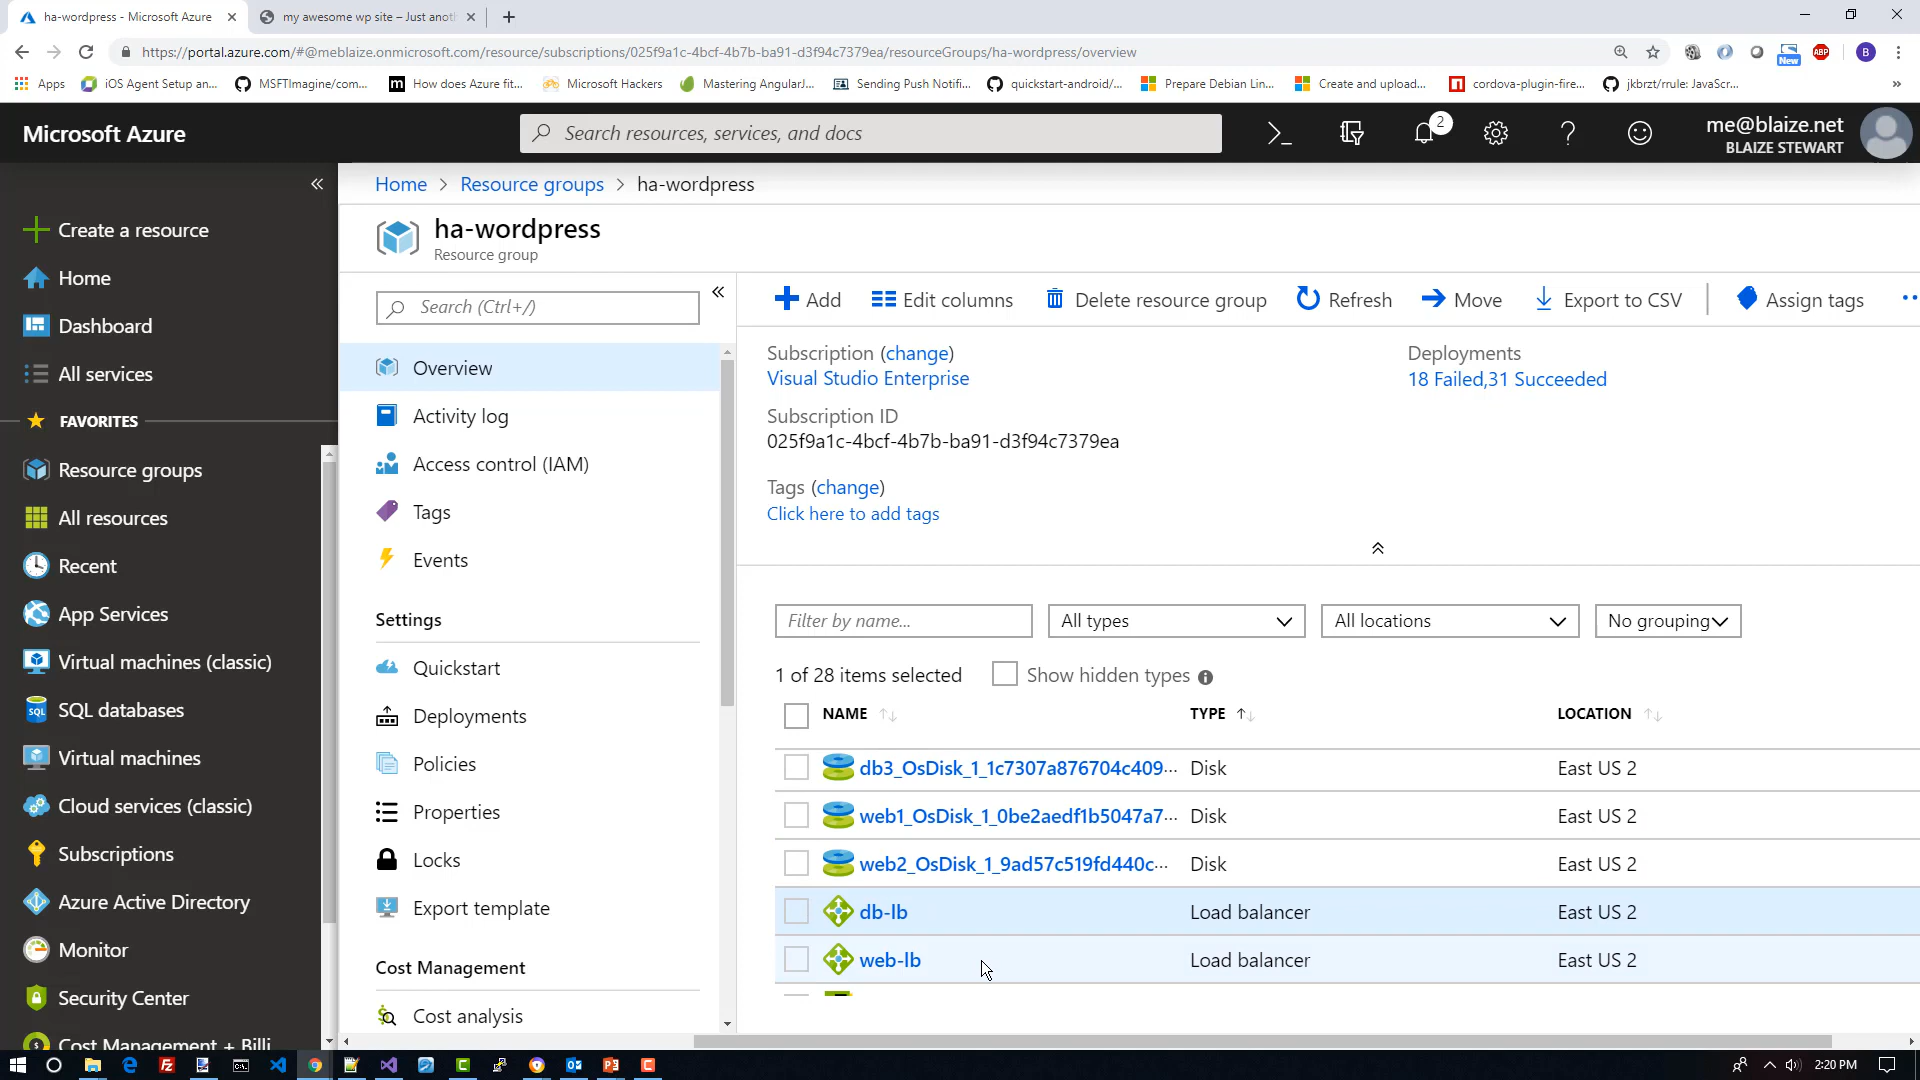 ha-wordpress - Microsoft Azure
my awesome wp site – Just anoth
https://portal.azure.com/#@meblaize.onmicrosoft.com/resource/subscriptions/025f9a1c-4bcf-4b7b-ba91-d3f94c7379ea/resourceGroups/ha-wordpress/overview
New
ABP
B
Apps
iOS Agent Setup an...
MSFTImagine/com...
How does Azure fit...
Microsoft Hackers
Mastering AngularJ...
Sending Push Notifi...
quickstart-android/...
Prepare Debian Lin...
Create and upload...
cordova-plugin-fire...
jkbrzt/rrule: JavaScr...
Microsoft Azure
Search resources, services, and docs
2
me@blaize.net
BLAIZE STEWART
Create a resource
Home
Dashboard
All services
FAVORITES
Resource groups
All resources
Recent
App Services
Virtual machines (classic)
SQL databases
Virtual machines
Cloud services (classic)
Subscriptions
Azure Active Directory
Monitor
Security Center
Cost Management + Billi
Home > Resource groups > ha-wordpress
ha-wordpress
Resource group
Search (Ctrl+/)
Overview
Activity log
Access control (IAM)
Tags
Events
Settings
Quickstart
Deployments
Policies
Properties
Locks
Export template
Cost Management
Cost analysis
Add
Edit columns
Delete resource group
Refresh
Move
Export to CSV
Assign tags
Subscription (change)
Visual Studio Enterprise
Subscription ID
025f9a1c-4bcf-4b7b-ba91-d3f94c7379ea
Tags (change)
Click here to add tags
Deployments
18 Failed,31 Succeeded
Filter by name...
All types
All locations
No grouping
1 of 28 items selected
Show hidden types
NAME TYPE LOCATION
db3_OsDisk_1_1c7307a876704c409... Disk East US 2
web1_OsDisk_1_0be2aedf1b5047a7... Disk East US 2
web2_OsDisk_1_9ad57c519fd440c... Disk East US 2
db-lb Load balancer East US 2
web-lb Load balancer East US 2
2:20 PM